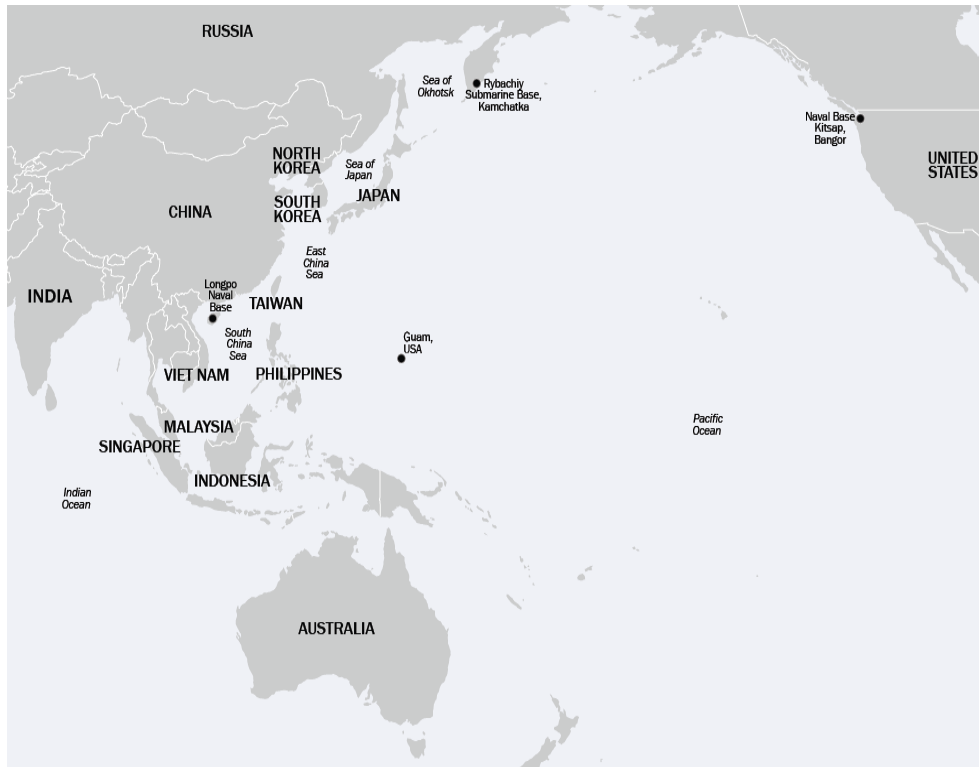 RUSSIA
Sea of
Okhotsk
Rybachiy
Submarine Base,
Kamchatka
Naval Base
Kitsap,
Bangor
UNITED
STATES
NORTH
KOREA
Sea of
Japan
JAPAN
SOUTH
KOREA
CHINA
East
China
Sea
INDIA
Longpo
Naval
Base
TAIWAN
South
China
Sea
Guam,
USA
VIET NAM
PHILIPPINES
MALAYSIA
SINGAPORE
INDONESIA
Pacific
Ocean
Indian
Ocean
AUSTRALIA